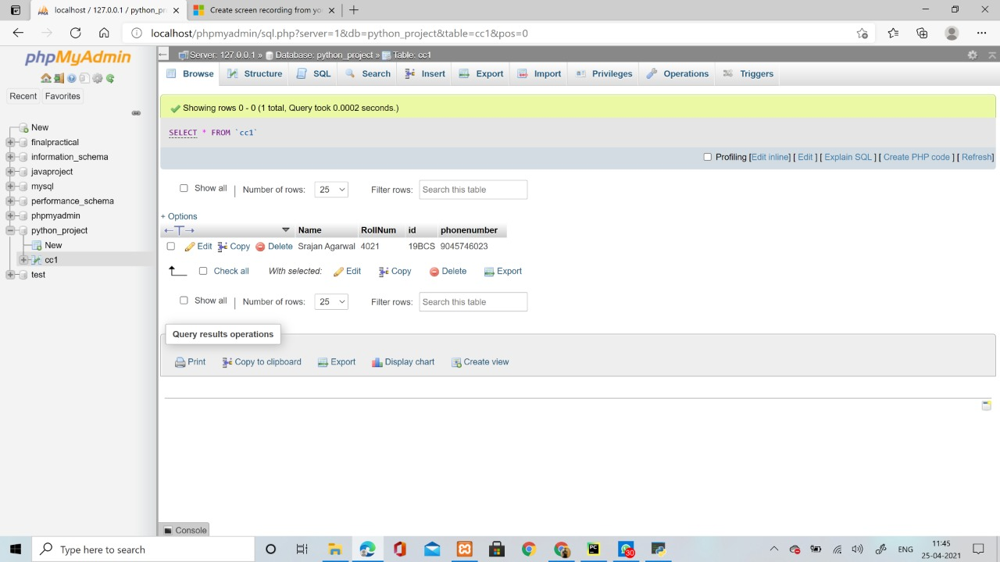 localhost / 127.0.0.1 / python_pr
Create screen recording from yo
localhost/phpmyadmin/sql.php?server=1&db=python_project&table=cc1&pos=0
phpMyAdmin
Server: 127.0.0.1 » Database: python_project » Table: cc1
Browse Structure SQL Search Insert Export Import Privileges Operations Triggers
Recent Favorites
New
finalpractical
information_schema
javaproject
mysql
performance_schema
phpmyadmin
python_project
New
cc1
test
Showing rows 0 - 0 (1 total, Query took 0.0002 seconds.)
SELECT * FROM `cc1`
Profiling [Edit inline] [ Edit ] [ Explain SQL ] [ Create PHP code ] [ Refresh]
Show all | Number of rows: 25 Filter rows: Search this table
+ Options
←T→ Name RollNum id phonenumber
Edit Copy Delete Srajan Agarwal 4021 19BCS 9045746023
Check all With selected: Edit Copy Delete Export
Show all | Number of rows: 25 Filter rows: Search this table
Query results operations
Print Copy to clipboard Export Display chart Create view
Console
Type here to search
PC
30
ENG
11:45
25-04-2021